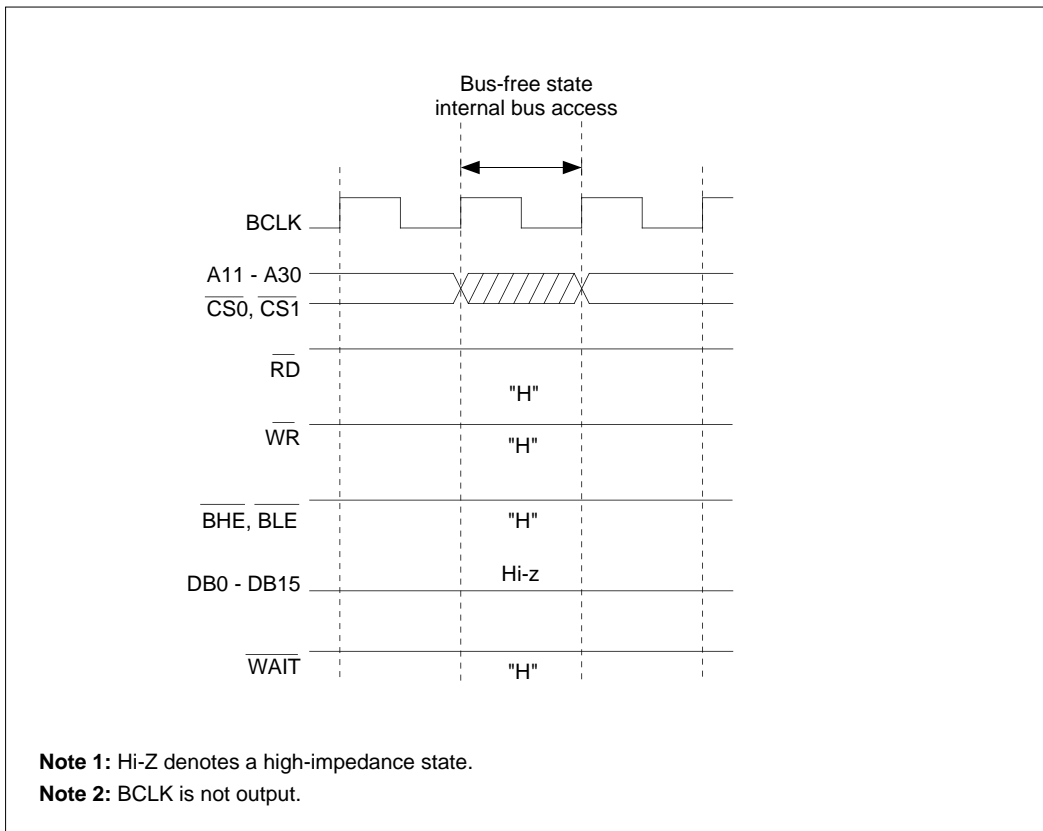 Bus-free state
internal bus access
BCLK
A11 - A30
CS0, CS1
RD
"H"
WR
"H"
BHE, BLE
"H"
Hi-z
DB0 - DB15
WAIT
"H"
Note 1: Hi-Z denotes a high-impedance state.
Note 2: BCLK is not output.